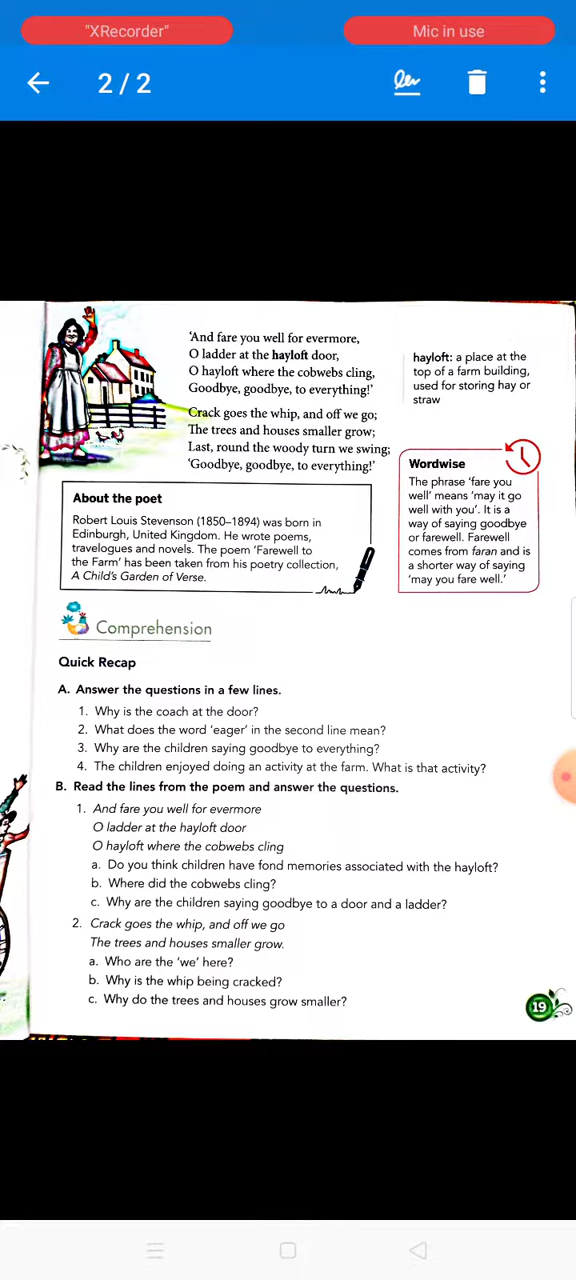 "XRecorder"
Mic in use
2 / 2
'And fare you well for evermore,
O ladder at the hayloft door,
O hayloft where the cobwebs cling,
Goodbye, goodbye, to everything!'
Crack goes the whip, and off we go;
The trees and houses smaller grow;
Last, round the woody turn we swing;
'Goodbye, goodbye, to everything!'
hayloft: a place at the
top of a farm building,
used for storing hay or
straw
Wordwise
The phrase 'fare you
well' means 'may it go
well with you'. It is a
way of saying goodbye
or farewell. Farewell
comes from faran and is
a shorter way of saying
'may you fare well.'
About the poet
Robert Louis Stevenson (1850–1894) was born in
Edinburgh, United Kingdom. He wrote poems,
travelogues and novels. The poem 'Farewell to
the Farm' has been taken from his poetry collection,
A Child's Garden of Verse.
Comprehension
Quick Recap
A. Answer the questions in a few lines.
1. Why is the coach at the door?
2. What does the word 'eager' in the second line mean?
3. Why are the children saying goodbye to everything?
4. The children enjoyed doing an activity at the farm. What is that activity?
B. Read the lines from the poem and answer the questions.
1. And fare you well for evermore
O ladder at the hayloft door
O hayloft where the cobwebs cling
a. Do you think children have fond memories associated with the hayloft?
b. Where did the cobwebs cling?
c. Why are the children saying goodbye to a door and a ladder?
2. Crack goes the whip, and off we go
The trees and houses smaller grow.
a. Who are the 'we' here?
b. Why is the whip being cracked?
c. Why do the trees and houses grow smaller?
19